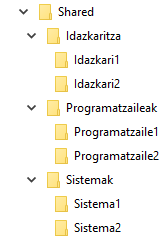 Shared
Idazkaritza
Idazkari1
Idazkari2
Programatzaileak
Programatzaile1
Programatzaile2
Sistemak
Sistema1
Sistema2